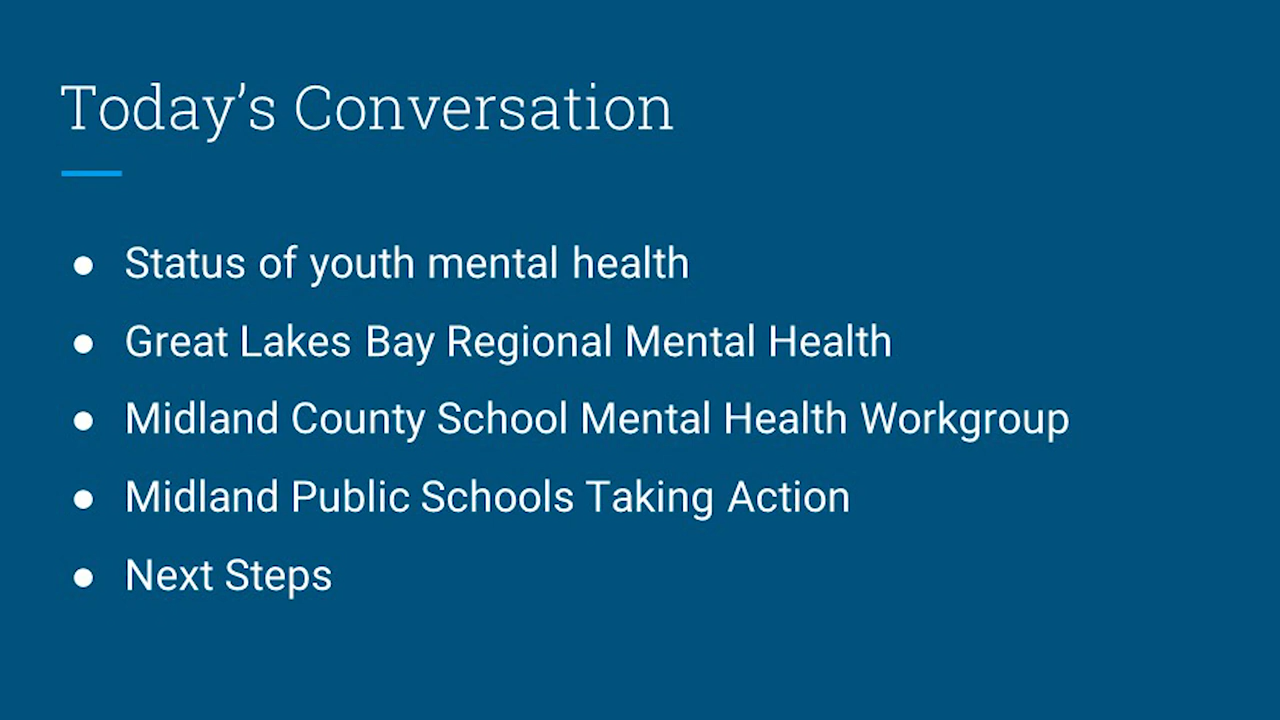 Today’s Conversation
● Status of youth mental health
● Great Lakes Bay Regional Mental Health
● Midland County School Mental Health Workgroup
● Midland Public Schools Taking Action
● Next Steps